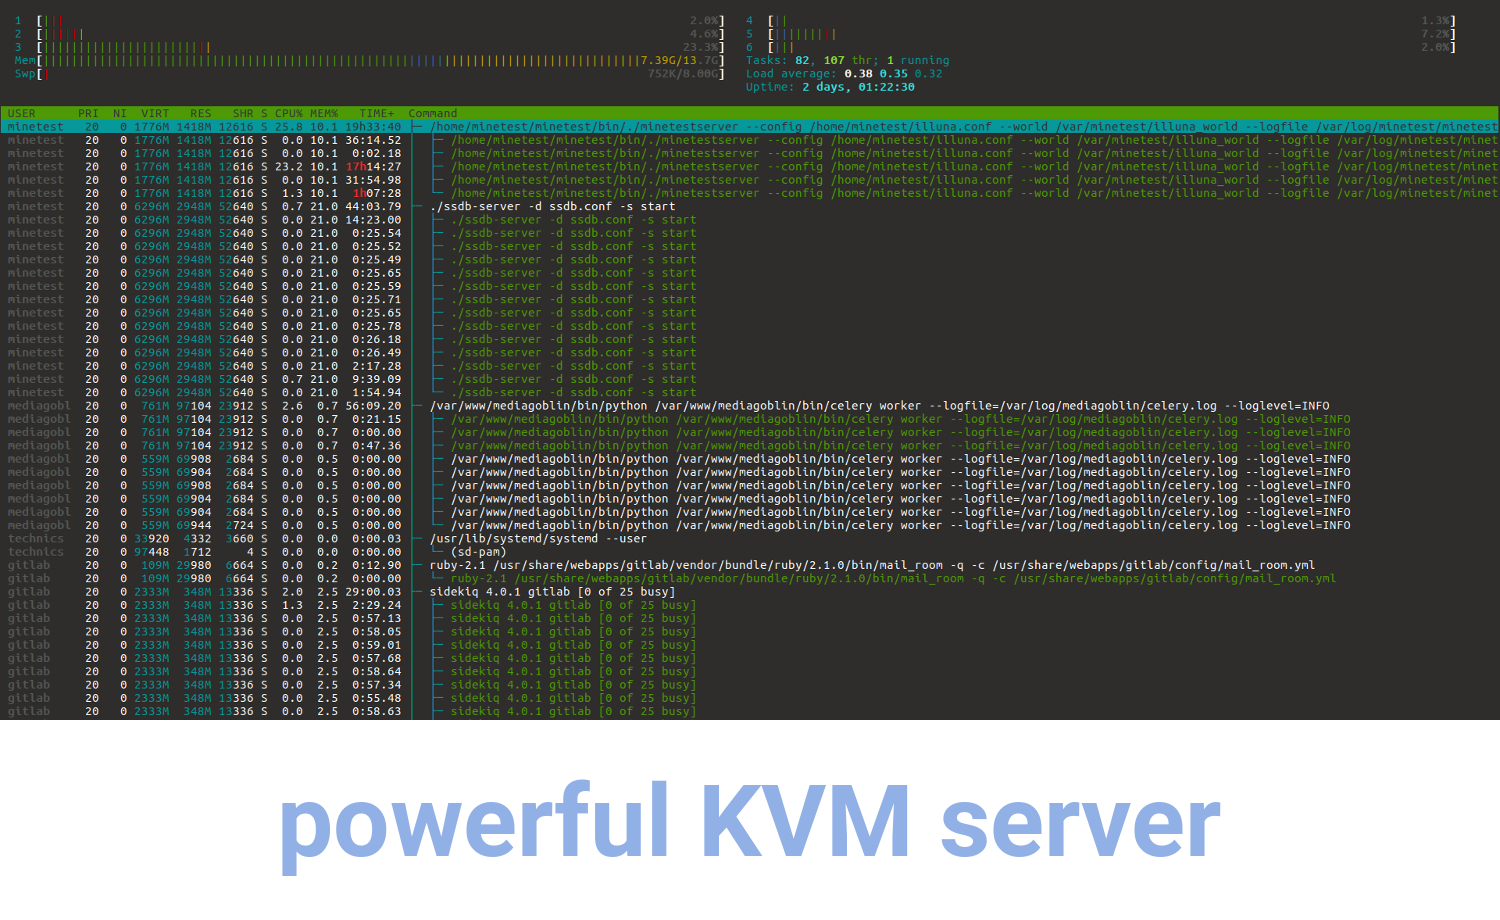 1 [||| 2.0%] 4 [||| 1.3%]
2 [|||||| 4.6%] 5 [||||||||| 7.2%]
3 [|||||||||||||||||||||||| 23.3%] 6 [|||| 2.0%]
Mem[||||||||||||||||||||||||||||||||||||||||||||||||||||||||||||||||||||||||||||||||||||7.39G/13.7G] Tasks: 82, 107 thr; 1 running
Swp[| 752K/8.00G] Load average: 0.38 0.35 0.32
Uptime: 2 days, 01:22:30
USER PRI NI VIRT RES SHR S CPU% MEM% TIME+ Command
minetest 20 0 1776M 1418M 12616 S 25.8 10.1 19h33:40 ├─ /home/minetest/minetest/bin/./minetestserver --config /home/minetest/illuna.conf --world /var/minetest/illuna_world --logfile /var/log/minetest/minetest
minetest 20 0 1776M 1418M 12616 S 0.0 10.1 36:14.52 │ ├─ /home/minetest/minetest/bin/./minetestserver --config /home/minetest/illuna.conf --world /var/minetest/illuna_world --logfile /var/log/minetest/minet
minetest 20 0 1776M 1418M 12616 S 0.0 10.1 0:02.18 │ ├─ /home/minetest/minetest/bin/./minetestserver --config /home/minetest/illuna.conf --world /var/minetest/illuna_world --logfile /var/log/minetest/minet
minetest 20 0 1776M 1418M 12616 S 23.2 10.1 17h14:27 │ ├─ /home/minetest/minetest/bin/./minetestserver --config /home/minetest/illuna.conf --world /var/minetest/illuna_world --logfile /var/log/minetest/minet
minetest 20 0 1776M 1418M 12616 S 0.0 10.1 31:54.98 │ ├─ /home/minetest/minetest/bin/./minetestserver --config /home/minetest/illuna.conf --world /var/minetest/illuna_world --logfile /var/log/minetest/minet
minetest 20 0 1776M 1418M 12616 S 1.3 10.1 1h07:28 │ └─ /home/minetest/minetest/bin/./minetestserver --config /home/minetest/illuna.conf --world /var/minetest/illuna_world --logfile /var/log/minetest/minet
minetest 20 0 6296M 2948M 52640 S 0.7 21.0 44:03.79 ├─ ./ssdb-server -d ssdb.conf -s start
minetest 20 0 6296M 2948M 52640 S 0.0 21.0 14:23.00 │ ├─ ./ssdb-server -d ssdb.conf -s start
minetest 20 0 6296M 2948M 52640 S 0.0 21.0 0:25.54 │ ├─ ./ssdb-server -d ssdb.conf -s start
minetest 20 0 6296M 2948M 52640 S 0.0 21.0 0:25.52 │ ├─ ./ssdb-server -d ssdb.conf -s start
minetest 20 0 6296M 2948M 52640 S 0.0 21.0 0:25.49 │ ├─ ./ssdb-server -d ssdb.conf -s start
minetest 20 0 6296M 2948M 52640 S 0.0 21.0 0:25.65 │ ├─ ./ssdb-server -d ssdb.conf -s start
minetest 20 0 6296M 2948M 52640 S 0.0 21.0 0:25.59 │ ├─ ./ssdb-server -d ssdb.conf -s start
minetest 20 0 6296M 2948M 52640 S 0.0 21.0 0:25.71 │ ├─ ./ssdb-server -d ssdb.conf -s start
minetest 20 0 6296M 2948M 52640 S 0.0 21.0 0:25.65 │ ├─ ./ssdb-server -d ssdb.conf -s start
minetest 20 0 6296M 2948M 52640 S 0.0 21.0 0:25.78 │ ├─ ./ssdb-server -d ssdb.conf -s start
minetest 20 0 6296M 2948M 52640 S 0.0 21.0 0:26.18 │ ├─ ./ssdb-server -d ssdb.conf -s start
minetest 20 0 6296M 2948M 52640 S 0.0 21.0 0:26.49 │ ├─ ./ssdb-server -d ssdb.conf -s start
minetest 20 0 6296M 2948M 52640 S 0.0 21.0 2:17.28 │ ├─ ./ssdb-server -d ssdb.conf -s start
minetest 20 0 6296M 2948M 52640 S 0.7 21.0 9:39.09 │ ├─ ./ssdb-server -d ssdb.conf -s start
minetest 20 0 6296M 2948M 52640 S 0.0 21.0 1:54.94 │ └─ ./ssdb-server -d ssdb.conf -s start
mediagobl 20 0 761M 97104 23912 S 2.6 0.7 56:09.20 ├─ /var/www/mediagoblin/bin/python /var/www/mediagoblin/bin/celery worker --logfile=/var/log/mediagoblin/celery.log --loglevel=INFO
mediagobl 20 0 761M 97104 23912 S 0.0 0.7 0:21.15 │ ├─ /var/www/mediagoblin/bin/python /var/www/mediagoblin/bin/celery worker --logfile=/var/log/mediagoblin/celery.log --loglevel=INFO
mediagobl 20 0 761M 97104 23912 S 0.0 0.7 0:00.00 │ ├─ /var/www/mediagoblin/bin/python /var/www/mediagoblin/bin/celery worker --logfile=/var/log/mediagoblin/celery.log --loglevel=INFO
mediagobl 20 0 761M 97104 23912 S 0.0 0.7 0:47.36 │ ├─ /var/www/mediagoblin/bin/python /var/www/mediagoblin/bin/celery worker --logfile=/var/log/mediagoblin/celery.log --loglevel=INFO
mediagobl 20 0 559M 69908 2684 S 0.0 0.5 0:00.00 │ ├─ /var/www/mediagoblin/bin/python /var/www/mediagoblin/bin/celery worker --logfile=/var/log/mediagoblin/celery.log --loglevel=INFO
mediagobl 20 0 559M 69904 2684 S 0.0 0.5 0:00.00 │ ├─ /var/www/mediagoblin/bin/python /var/www/mediagoblin/bin/celery worker --logfile=/var/log/mediagoblin/celery.log --loglevel=INFO
mediagobl 20 0 559M 69908 2684 S 0.0 0.5 0:00.00 │ ├─ /var/www/mediagoblin/bin/python /var/www/mediagoblin/bin/celery worker --logfile=/var/log/mediagoblin/celery.log --loglevel=INFO
mediagobl 20 0 559M 69904 2684 S 0.0 0.5 0:00.00 │ ├─ /var/www/mediagoblin/bin/python /var/www/mediagoblin/bin/celery worker --logfile=/var/log/mediagoblin/celery.log --loglevel=INFO
mediagobl 20 0 559M 69904 2684 S 0.0 0.5 0:00.00 │ ├─ /var/www/mediagoblin/bin/python /var/www/mediagoblin/bin/celery worker --logfile=/var/log/mediagoblin/celery.log --loglevel=INFO
mediagobl 20 0 559M 69944 2724 S 0.0 0.5 0:00.00 │ └─ /var/www/mediagoblin/bin/python /var/www/mediagoblin/bin/celery worker --logfile=/var/log/mediagoblin/celery.log --loglevel=INFO
technics 20 0 33920 4332 3660 S 0.0 0.0 0:00.03 ├─ /usr/lib/systemd/systemd --user
technics 20 0 97448 1712 4 S 0.0 0.0 0:00.00 │ └─ (sd-pam)
gitlab 20 0 109M 29980 6664 S 0.0 0.2 0:12.90 ├─ ruby-2.1 /usr/share/webapps/gitlab/vendor/bundle/ruby/2.1.0/bin/mail_room -q -c /usr/share/webapps/gitlab/config/mail_room.yml
gitlab 20 0 109M 29980 6664 S 0.0 0.2 0:00.00 │ └─ ruby-2.1 /usr/share/webapps/gitlab/vendor/bundle/ruby/2.1.0/bin/mail_room -q -c /usr/share/webapps/gitlab/config/mail_room.yml
gitlab 20 0 2333M 348M 13336 S 2.0 2.5 29:00.03 ├─ sidekiq 4.0.1 gitlab [0 of 25 busy]
gitlab 20 0 2333M 348M 13336 S 1.3 2.5 2:29.24 │ ├─ sidekiq 4.0.1 gitlab [0 of 25 busy]
gitlab 20 0 2333M 348M 13336 S 0.0 2.5 0:57.13 │ ├─ sidekiq 4.0.1 gitlab [0 of 25 busy]
gitlab 20 0 2333M 348M 13336 S 0.0 2.5 0:58.05 │ ├─ sidekiq 4.0.1 gitlab [0 of 25 busy]
gitlab 20 0 2333M 348M 13336 S 0.0 2.5 0:59.01 │ ├─ sidekiq 4.0.1 gitlab [0 of 25 busy]
gitlab 20 0 2333M 348M 13336 S 0.0 2.5 0:57.68 │ ├─ sidekiq 4.0.1 gitlab [0 of 25 busy]
gitlab 20 0 2333M 348M 13336 S 0.0 2.5 0:58.64 │ ├─ sidekiq 4.0.1 gitlab [0 of 25 busy]
gitlab 20 0 2333M 348M 13336 S 0.0 2.5 0:57.34 │ ├─ sidekiq 4.0.1 gitlab [0 of 25 busy]
gitlab 20 0 2333M 348M 13336 S 0.0 2.5 0:55.48 │ ├─ sidekiq 4.0.1 gitlab [0 of 25 busy]
gitlab 20 0 2333M 348M 13336 S 0.0 2.5 0:58.63 │ ├─ sidekiq 4.0.1 gitlab [0 of 25 busy]
powerful KVM server